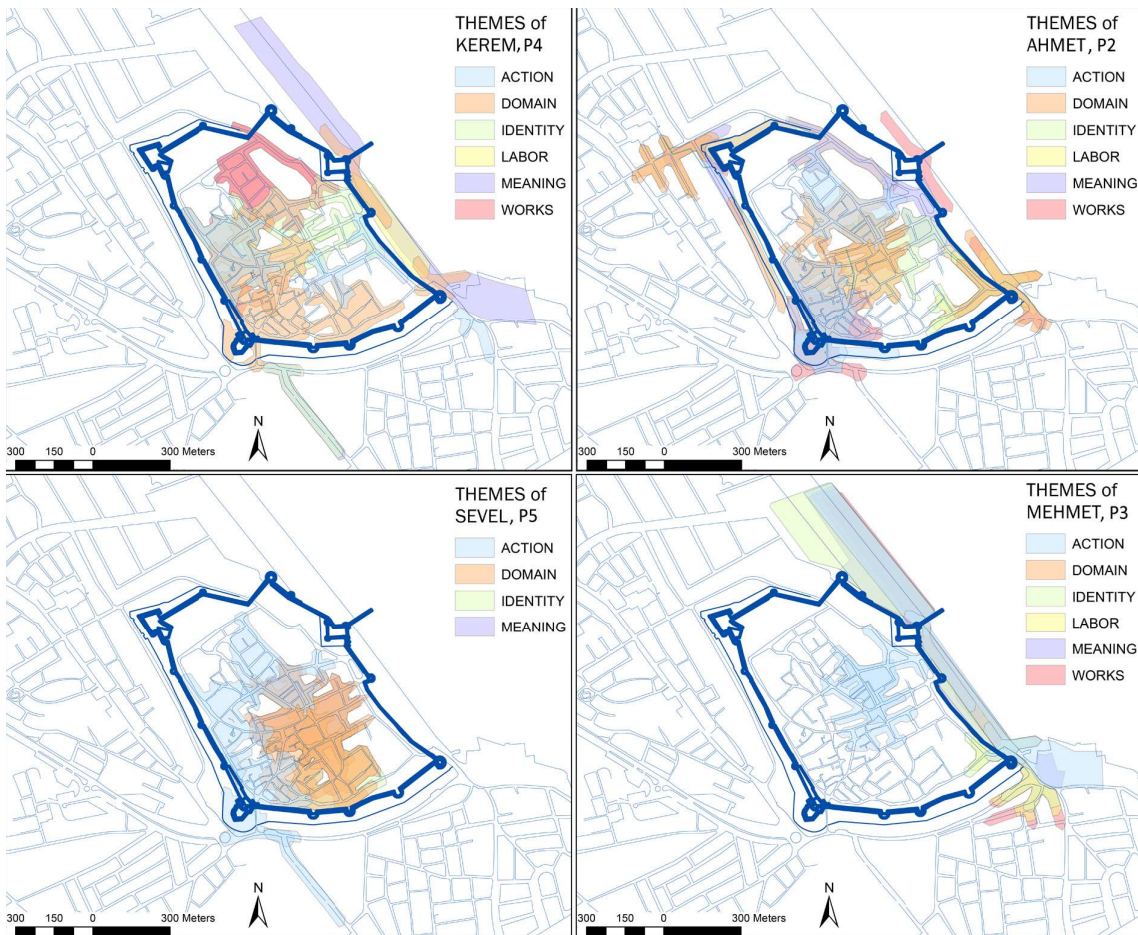 THEMES of
KEREM, P4
ACTION
DOMAIN
IDENTITY
LABOR
MEANING
WORKS
N
300 150 0 300 Meters
THEMES of
AHMET, P2
ACTION
DOMAIN
IDENTITY
LABOR
MEANING
WORKS
N
300 150 0 300 Meters
THEMES of
SEVEL, P5
ACTION
DOMAIN
IDENTITY
MEANING
N
300 150 0 300 Meters
THEMES of
MEHMET, P3
ACTION
DOMAIN
IDENTITY
LABOR
MEANING
WORKS
N
300 150 0 300 Meters